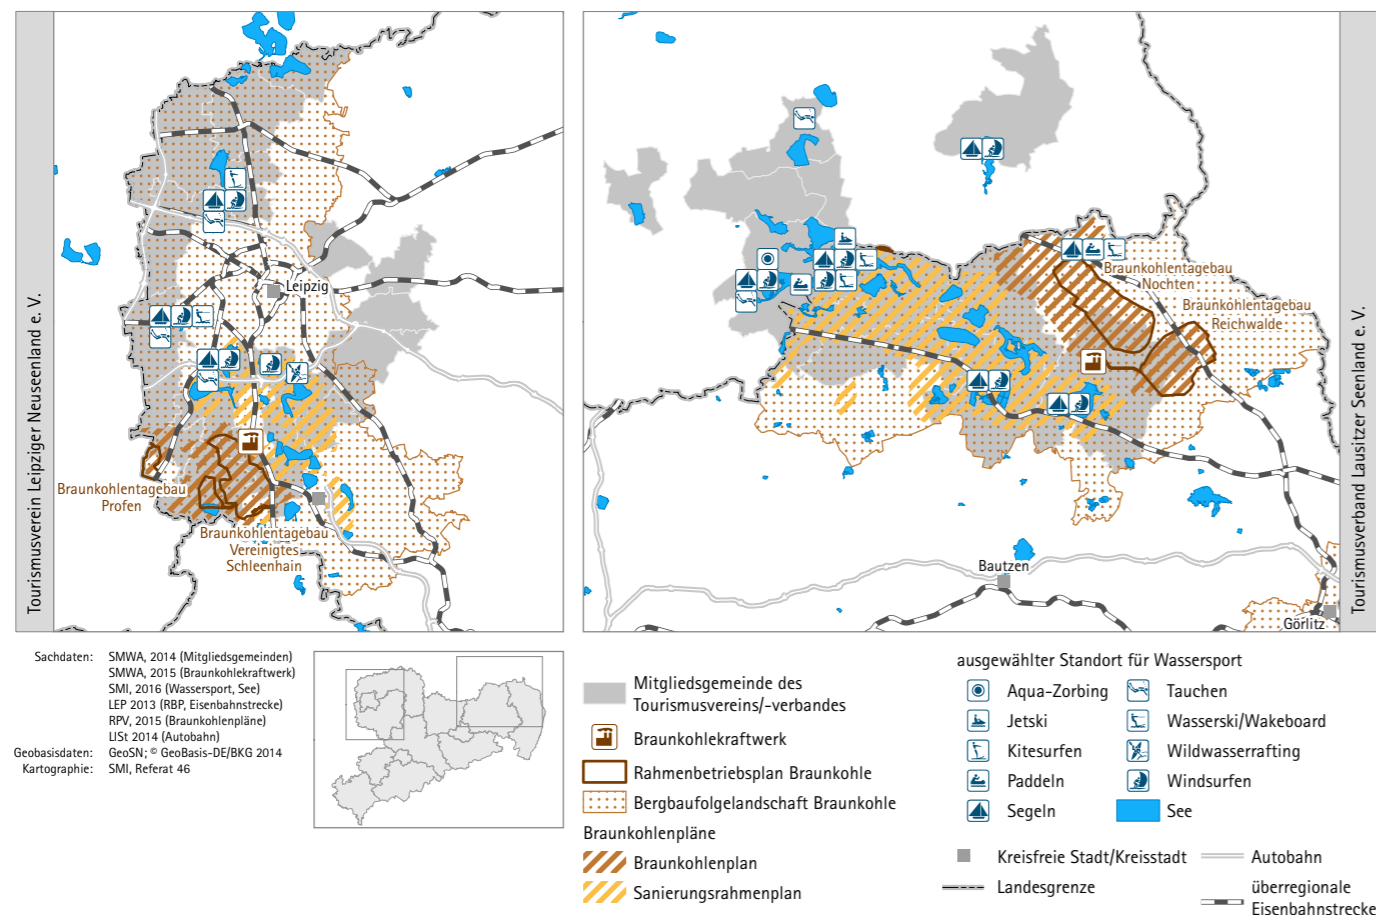 Tourismusverein Leipziger Neuseenland e. V.
Leipzig
Braunkohlentagebau
Profen
Braunkohlentagebau
Vereinigtes
Schleenhain
Braunkohlentagebau
Nochten
Braunkohlentagebau
Reichwalde
Bautzen
Görlitz
Tourismusverband Lausitzer Seenland e. V.
Sachdaten: SMWA, 2014 (Mitgliedsgemeinden)
SMWA, 2015 (Braunkohlekraftwerk)
SMI, 2016 (Wassersport, See)
LEP 2013 (RBP, Eisenbahnstrecke)
RPV, 2015 (Braunkohlenpläne)
LISt 2014 (Autobahn)
Geobasisdaten: GeoSN; © GeoBasis-DE/BKG 2014
Kartographie: SMI, Referat 46
Mitgliedsgemeinde des
Tourismusvereins/-verbandes
Braunkohlekraftwerk
Rahmenbetriebsplan Braunkohle
Bergbaufolgelandschaft Braunkohle
Braunkohlenpläne
Braunkohlenplan
Sanierungsrahmenplan
ausgewählter Standort für Wassersport
Aqua-Zorbing
Jetski
Kitesurfen
Paddeln
Segeln
Tauchen
Wasserski/Wakeboard
Wildwasserrafting
Windsurfen
See
Kreisfreie Stadt/Kreisstadt
Landesgrenze
Autobahn
überregionale
Eisenbahnstrecke